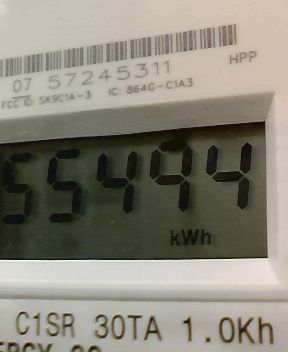 07 57245311
HPP
FCC ID: SK9C1A-3 IC: 864G-C1A3
55494
kWh
C1SR 30TA 1.0Kh